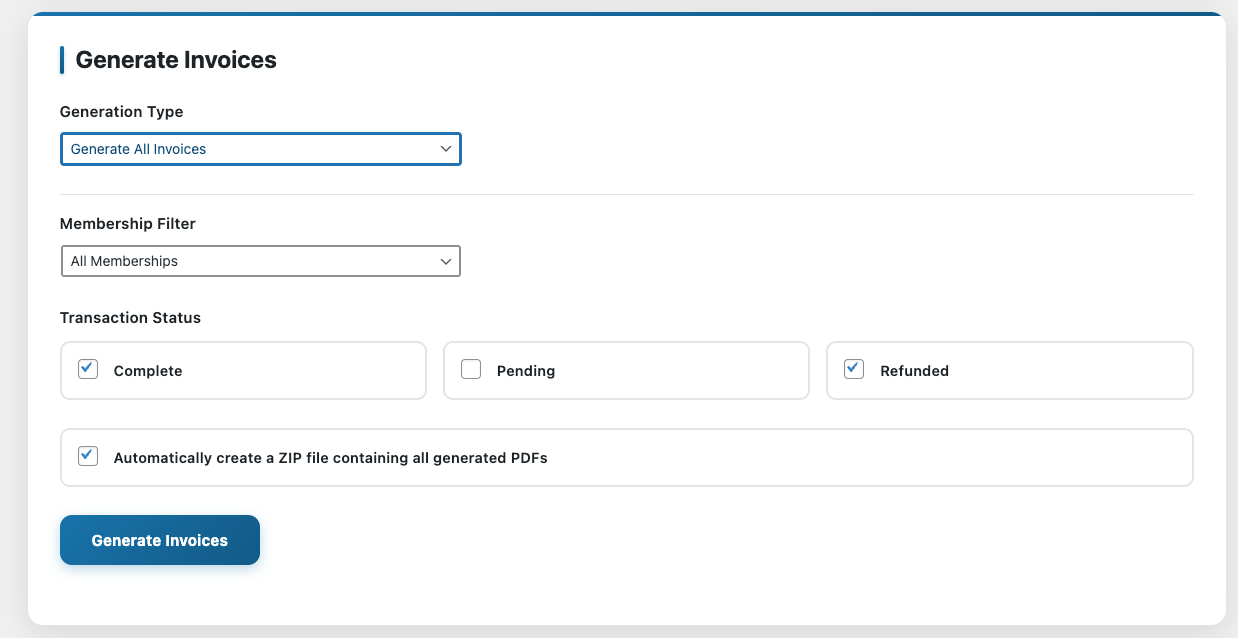 Generate Invoices
Generation Type
Generate All Invoices
Membership Filter
All Memberships
Transaction Status
Complete
Pending
Refunded
Automatically create a ZIP file containing all generated PDFs
Generate Invoices